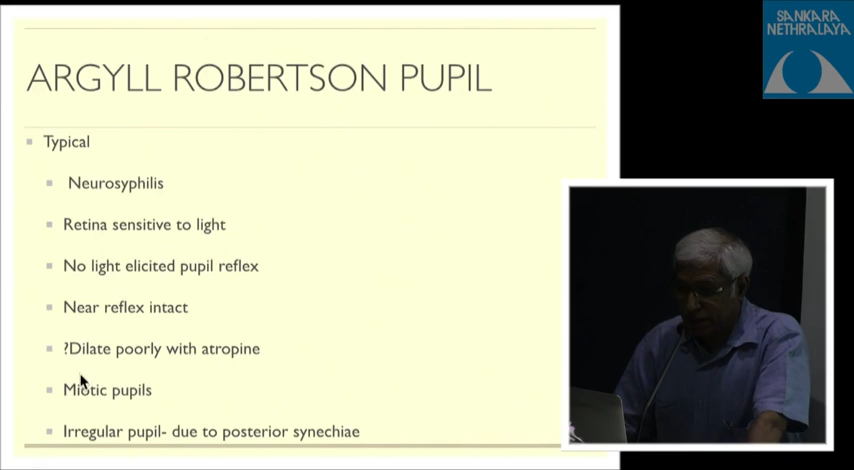 SANKARA
NETHRALAYA
ARGYLL ROBERTSON PUPIL
Typical
Neurosyphilis
Retina sensitive to light
No light elicited pupil reflex
Near reflex intact
?Dilate poorly with atropine
Miotic pupils
Irregular pupil- due to posterior synechiae